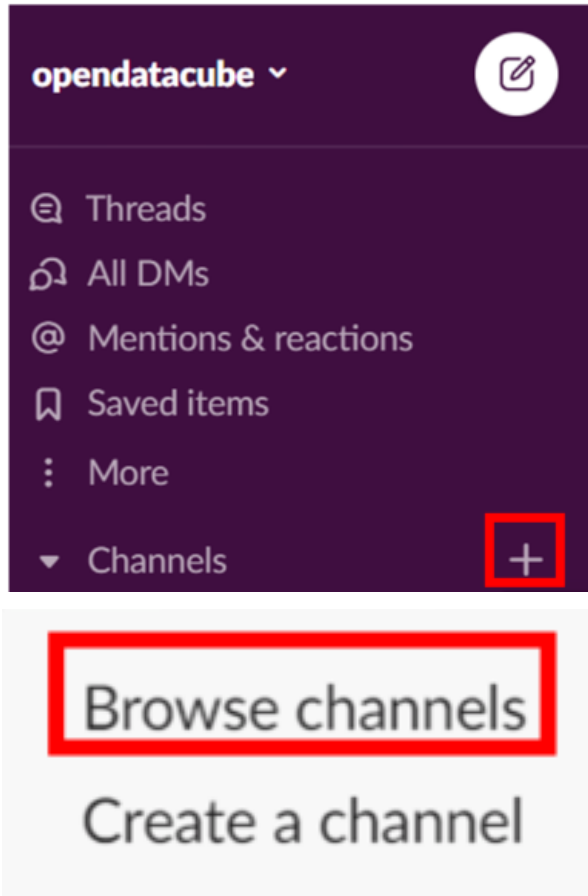 opendatacube
Threads
All DMs
@ Mentions & reactions
Saved items
More
Channels +
Browse channels
Create a channel